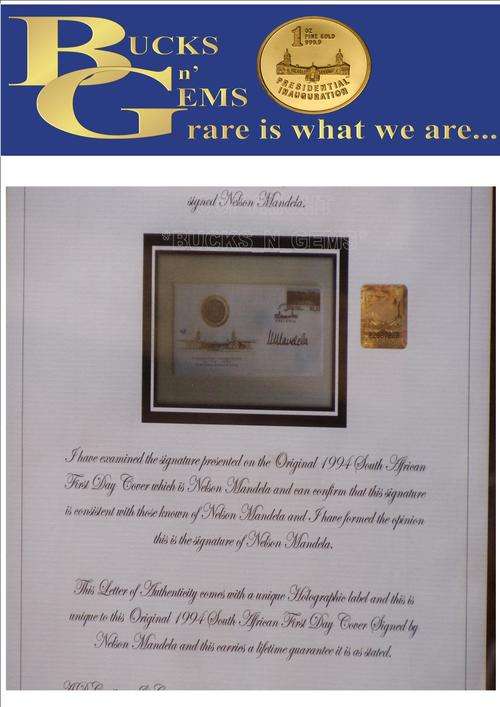 BUCKS
n'
GEMS
1 OZ
FINE GOLD
999.9
PRESIDENTIAL
INAUGURATION
rare is what we are...
signed Nelson Mandela.
"BUCKS N GEMS"
I have examined the signature presented on the Original 1994 South African
First Day Cover which is Nelson Mandela and can confirm that this signature
is consistent with those known of Nelson Mandela and I have formed the opinion
this is the signature of Nelson Mandela.
This Letter of Authenticity comes with a unique Holographic label and this is
unique to this Original 1994 South African First Day Cover Signed by
Nelson Mandela and this carries a lifetime guarantee it is as stated.